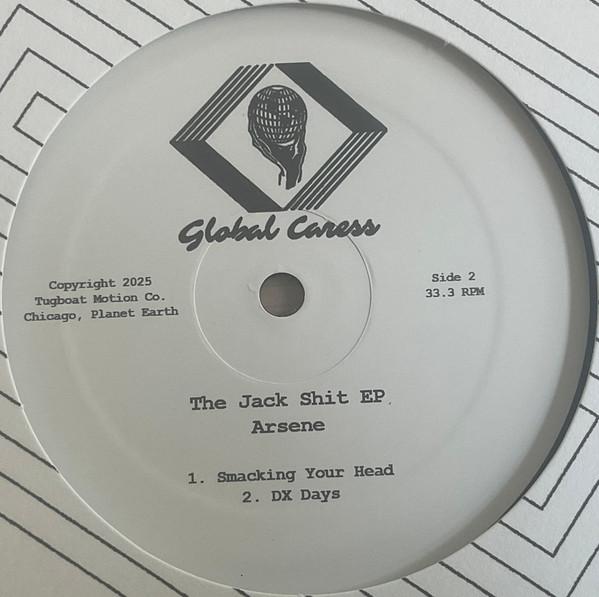 Global Caress
Copyright 2025
Tugboat Motion Co.
Chicago, Planet Earth
Side 2
33.3 RPM
The Jack Shit EP
Arsene
1. Smacking Your Head
2. DX Days